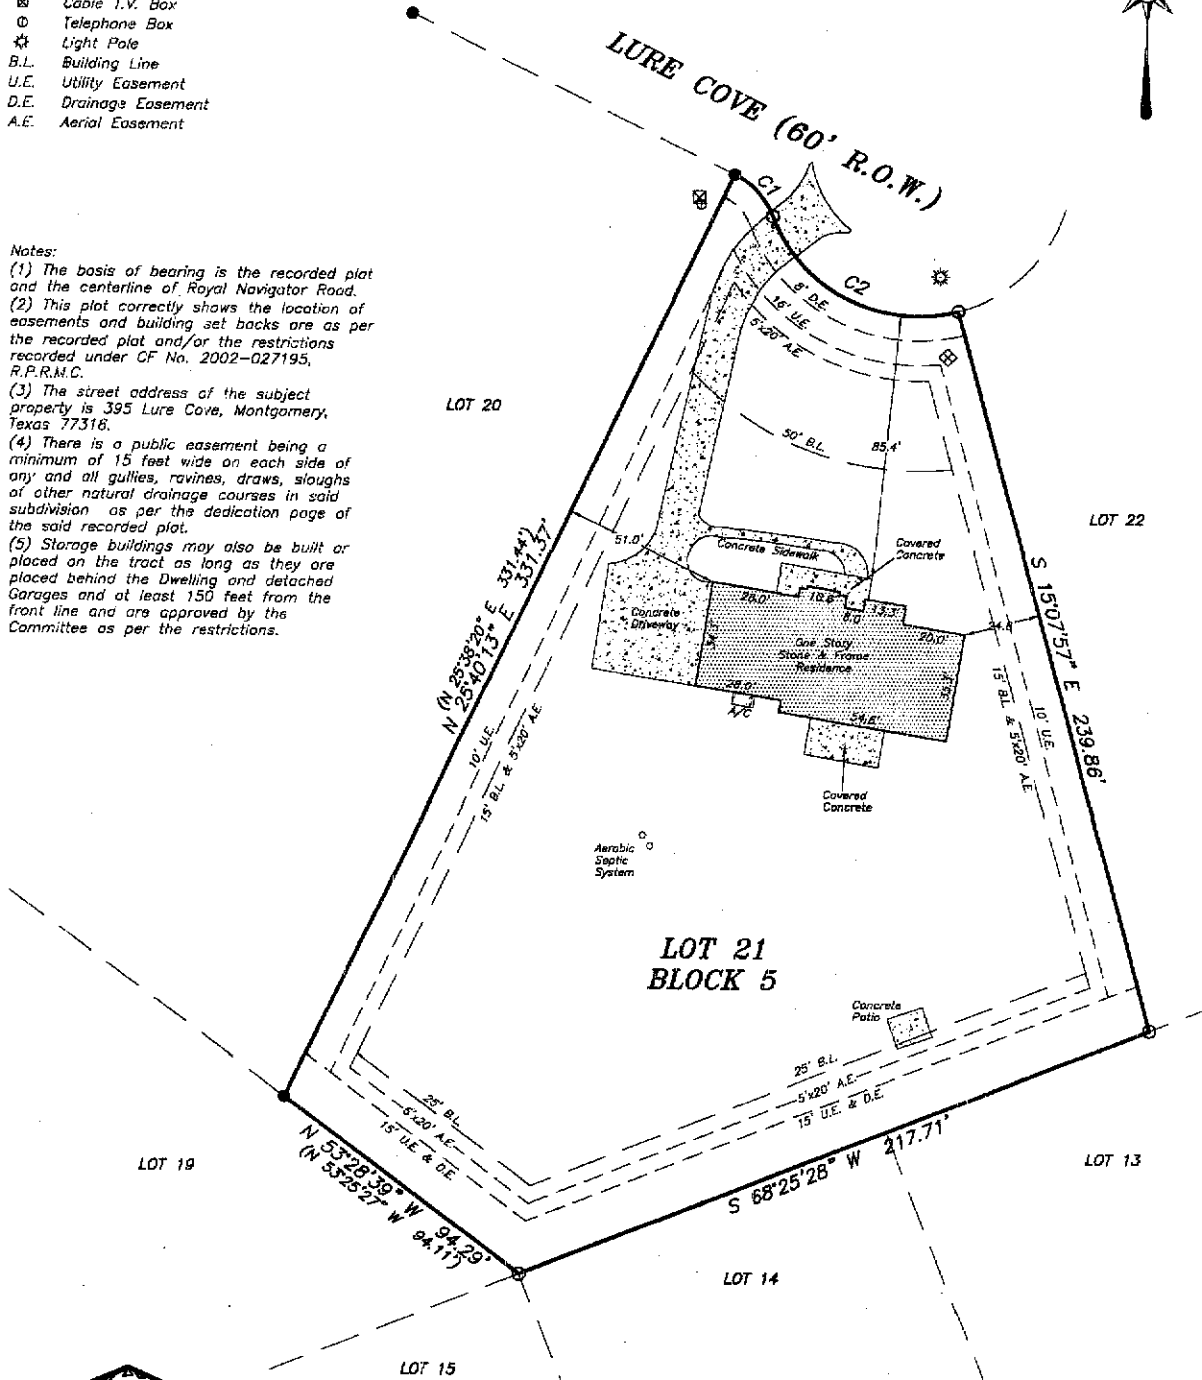 Cable T.V. Box
Telephone Box
Light Pole
B.L. Building Line
U.E. Utility Easement
D.E. Drainage Easement
A.E. Aerial Easement
LURE COVE (60' R.O.W.)
Notes:
(1) The basis of bearing is the recorded plat
and the centerline of Royal Navigator Road.
(2) This plot correctly shows the location of
easements and building set backs are as per
the recorded plat and/or the restrictions
recorded under CF No. 2002-027195,
R.P.R.M.C.
(3) The street address of the subject
property is 395 Lure Cove, Montgomery,
Texas 77316.
(4) There is a public easement being a
minimum of 15 feet wide on each side of
any and all gullies, ravines, draws, sloughs
of other natural drainage courses in said
subdivision as per the dedication page of
the said recorded plat.
(5) Storage buildings may also be built or
placed on the tract as long as they are
placed behind the Dwelling and detached
Garages and at least 150 feet from the
front line and are approved by the
Committee as per the restrictions.
C1
C2
8' D.E.
16' U.E.
5'x20' A.E.
LOT 20
50' B.L.
85.4'
LOT 22
51.0'
Concrete Sidewalk
Covered
Concrete
(N 25°38'20" E 331.44')
N 25°40'13" E 331.37'
S 15°07'57" E 239.86'
Concrete
Driveway
28.0'
10.6'
8.0'
13.3'
20.0'
24.8'
One Story
Stone & Frame
Residence
28.0'
A/C
54.6'
Covered
Concrete
10' U.E.
15' B.L. & 5'x20' A.E.
10' U.E.
15' B.L. & 5'x20' A.E.
Aerobic
Septic
System
LOT 21
BLOCK 5
Concrete
Patio
25' B.L.
5'x20' A.E.
15' U.E. & D.E.
25' B.L.
5'x20' A.E.
15' U.E. & D.E.
N 53°28'39" W 94.29'
(N 53°25'27" W 94.11')
S 68°25'28" W 217.71'
LOT 19
LOT 13
LOT 14
LOT 15